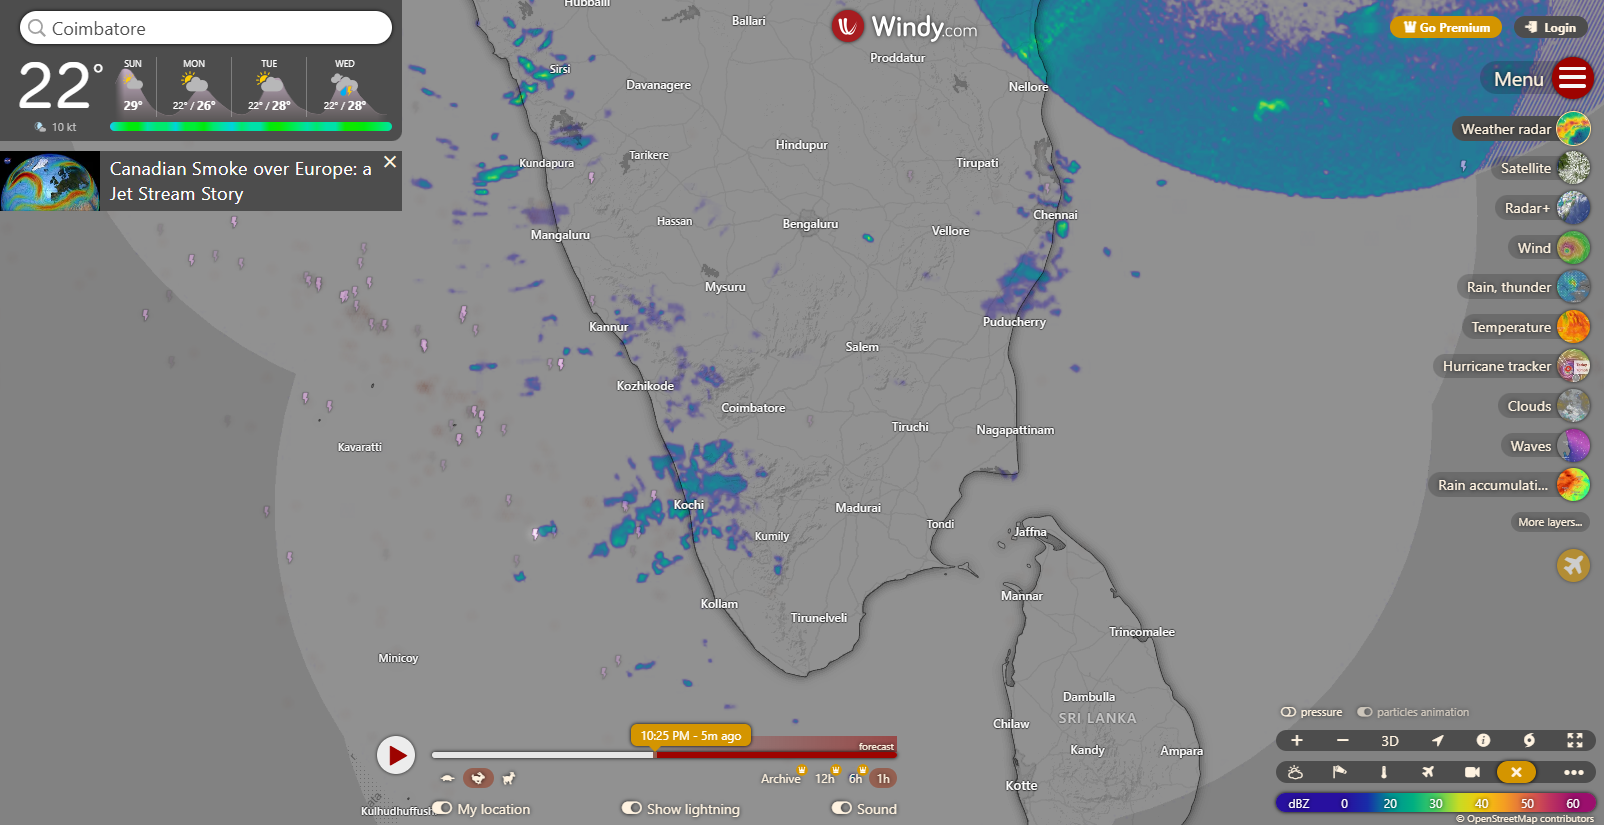 Coimbatore
22°
10 kt
SUN
29°
MON
22° / 26°
TUE
22° / 28°
WED
22° / 28°
Canadian Smoke over Europe: a
Jet Stream Story
Windy.com
Go Premium
Login
Menu
Weather radar
Satellite
Radar+
Wind
Rain, thunder
Temperature
Hurricane tracker
Clouds
Waves
Rain accumulati...
More layers...
Hubballi
Ballari
Proddatur
Sirsi
Davanagere
Nellore
Hindupur
Tarikere
Kundapura
Tirupati
Chennai
Hassan
Bengaluru
Vellore
Mangaluru
Mysuru
Kannur
Puducherry
Salem
Kozhikode
Coimbatore
Tiruchi
Nagapattinam
Kavaratti
Kochi
Madurai
Tondi
Jaffna
Kumily
Mannar
Kollam
Tirunelveli
Trincomalee
Minicoy
Dambulla
SRI LANKA
Chilaw
Kandy
Ampara
Kotte
Kulhudhuffush
10:25 PM - 5m ago
forecast
Archive
12h
6h
1h
My location
Show lightning
Sound
pressure
particles animation
3D
dBZ
0
20
30
40
50
60
© OpenStreetMap contributors